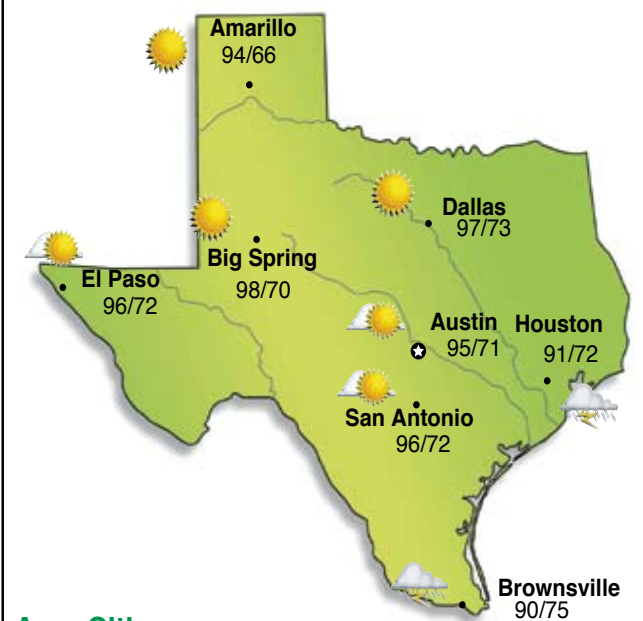 Amarillo
94/66
Dallas
97/73
Big Spring
98/70
El Paso
96/72
Austin
95/71
Houston
91/72
San Antonio
96/72
Brownsville
90/75